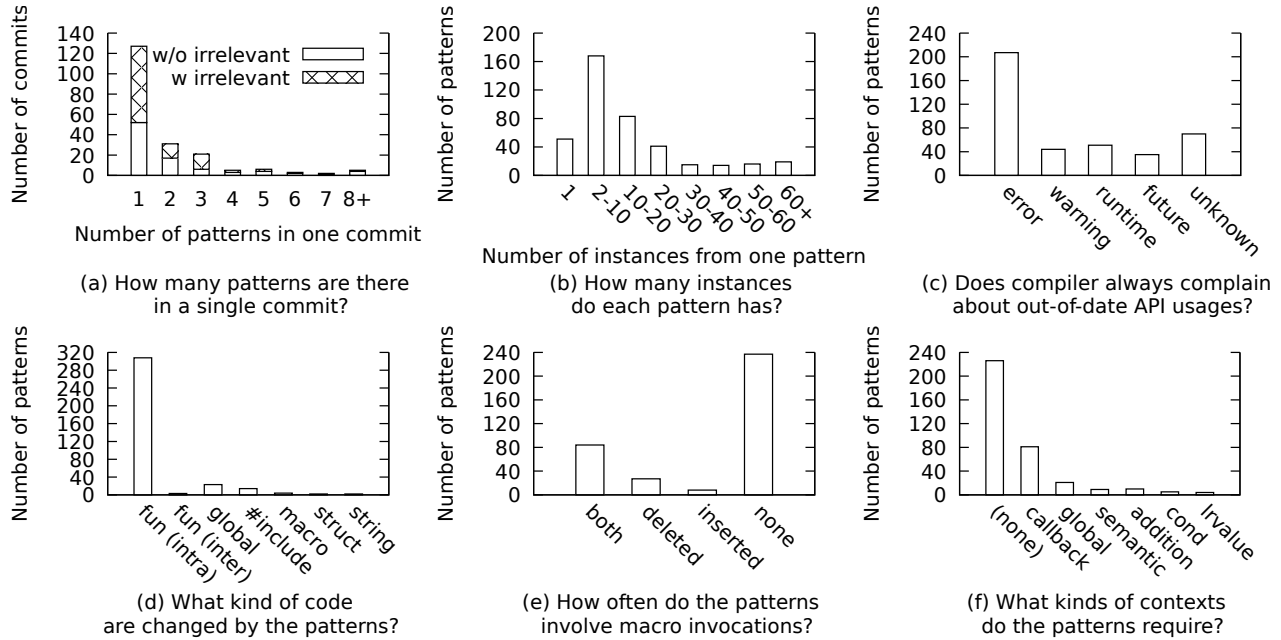 Number of commits
140
120
100
80
60
40
20
0
w/o irrelevant
w irrelevant
1 2 3 4 5 6 7 8+
Number of patterns in one commit
(a) How many patterns are there
in a single commit?
Number of patterns
200
160
120
80
40
0
1 2-10 10-20 20-30 30-40 40-50 50-60 60+
Number of instances from one pattern
(b) How many instances
do each pattern has?
Number of patterns
240
200
160
120
80
40
0
error warning runtime future unknown
(c) Does compiler always complain
about out-of-date API usages?
Number of patterns
320
280
240
200
160
120
80
40
0
fun (intra) fun (inter) global #include macro struct string
(d) What kind of code
are changed by the patterns?
Number of patterns
240
200
160
120
80
40
0
both deleted inserted none
(e) How often do the patterns
involve macro invocations?
Number of patterns
240
200
160
120
80
40
0
(none) callback global semantic addition cond lrvalue
(f) What kinds of contexts
do the patterns require?